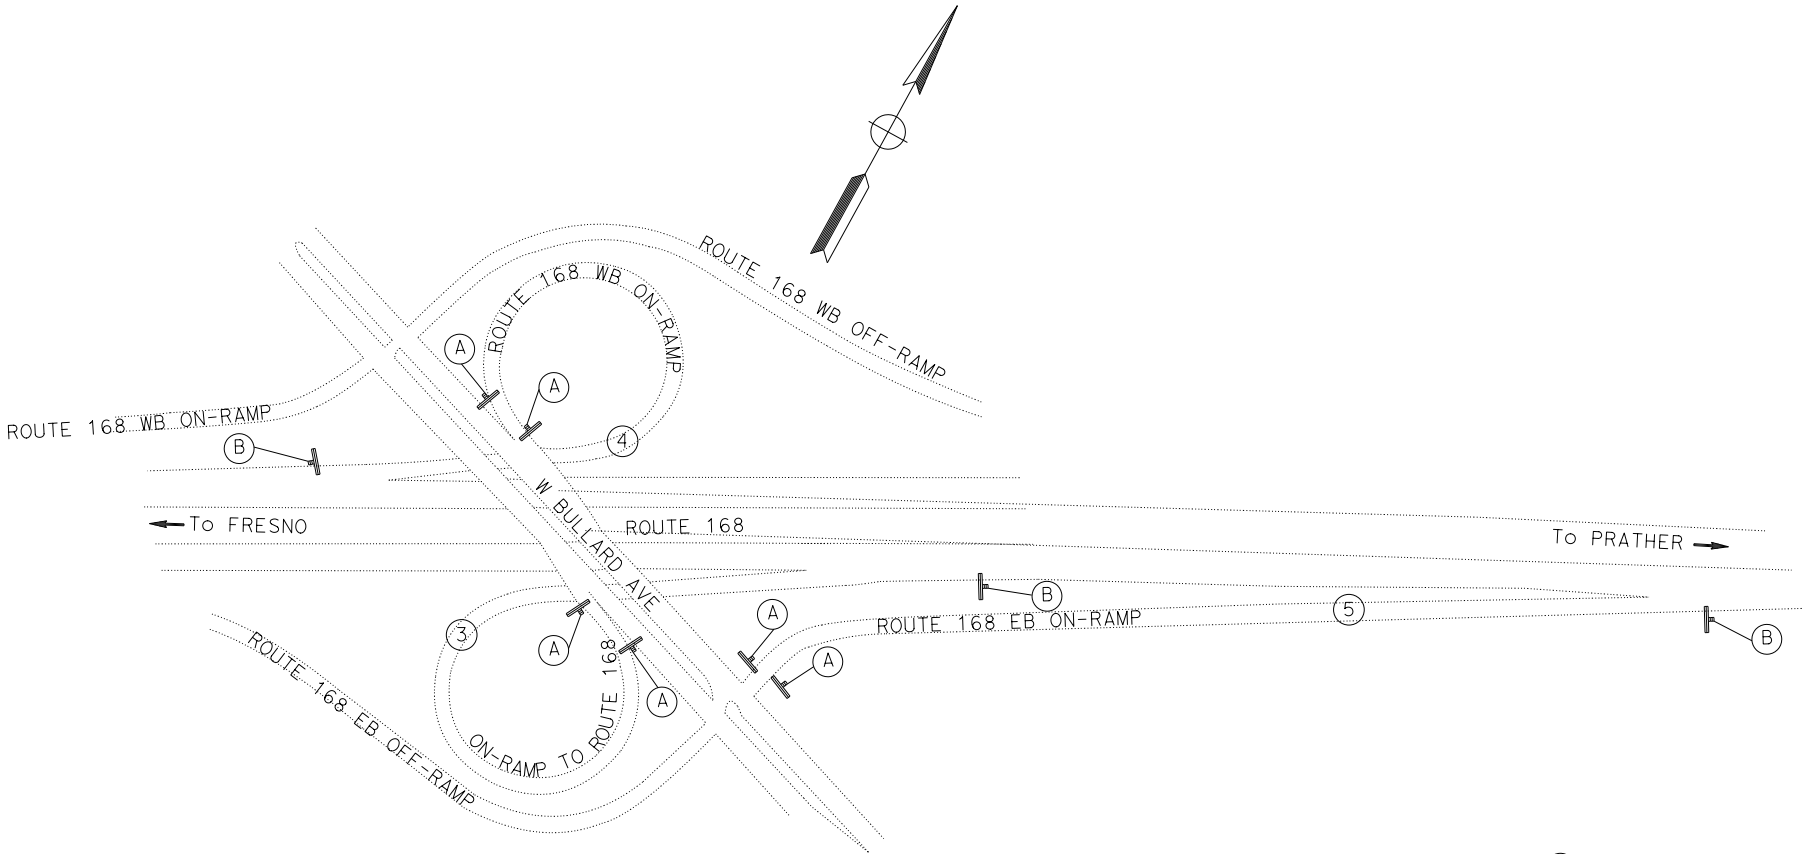 ROUTE 168 WB OFF-RAMP
ROUTE 168 WB ON-RAMP
A
A
ROUTE 168 WB ON-RAMP
B
4
W BULLARD AVE
To FRESNO
ROUTE 168
To PRATHER
B
A
5
ROUTE 168 EB ON-RAMP
B
3
A
A
A
ROUTE 168 EB OFF-RAMP
ON-RAMP TO ROUTE 168